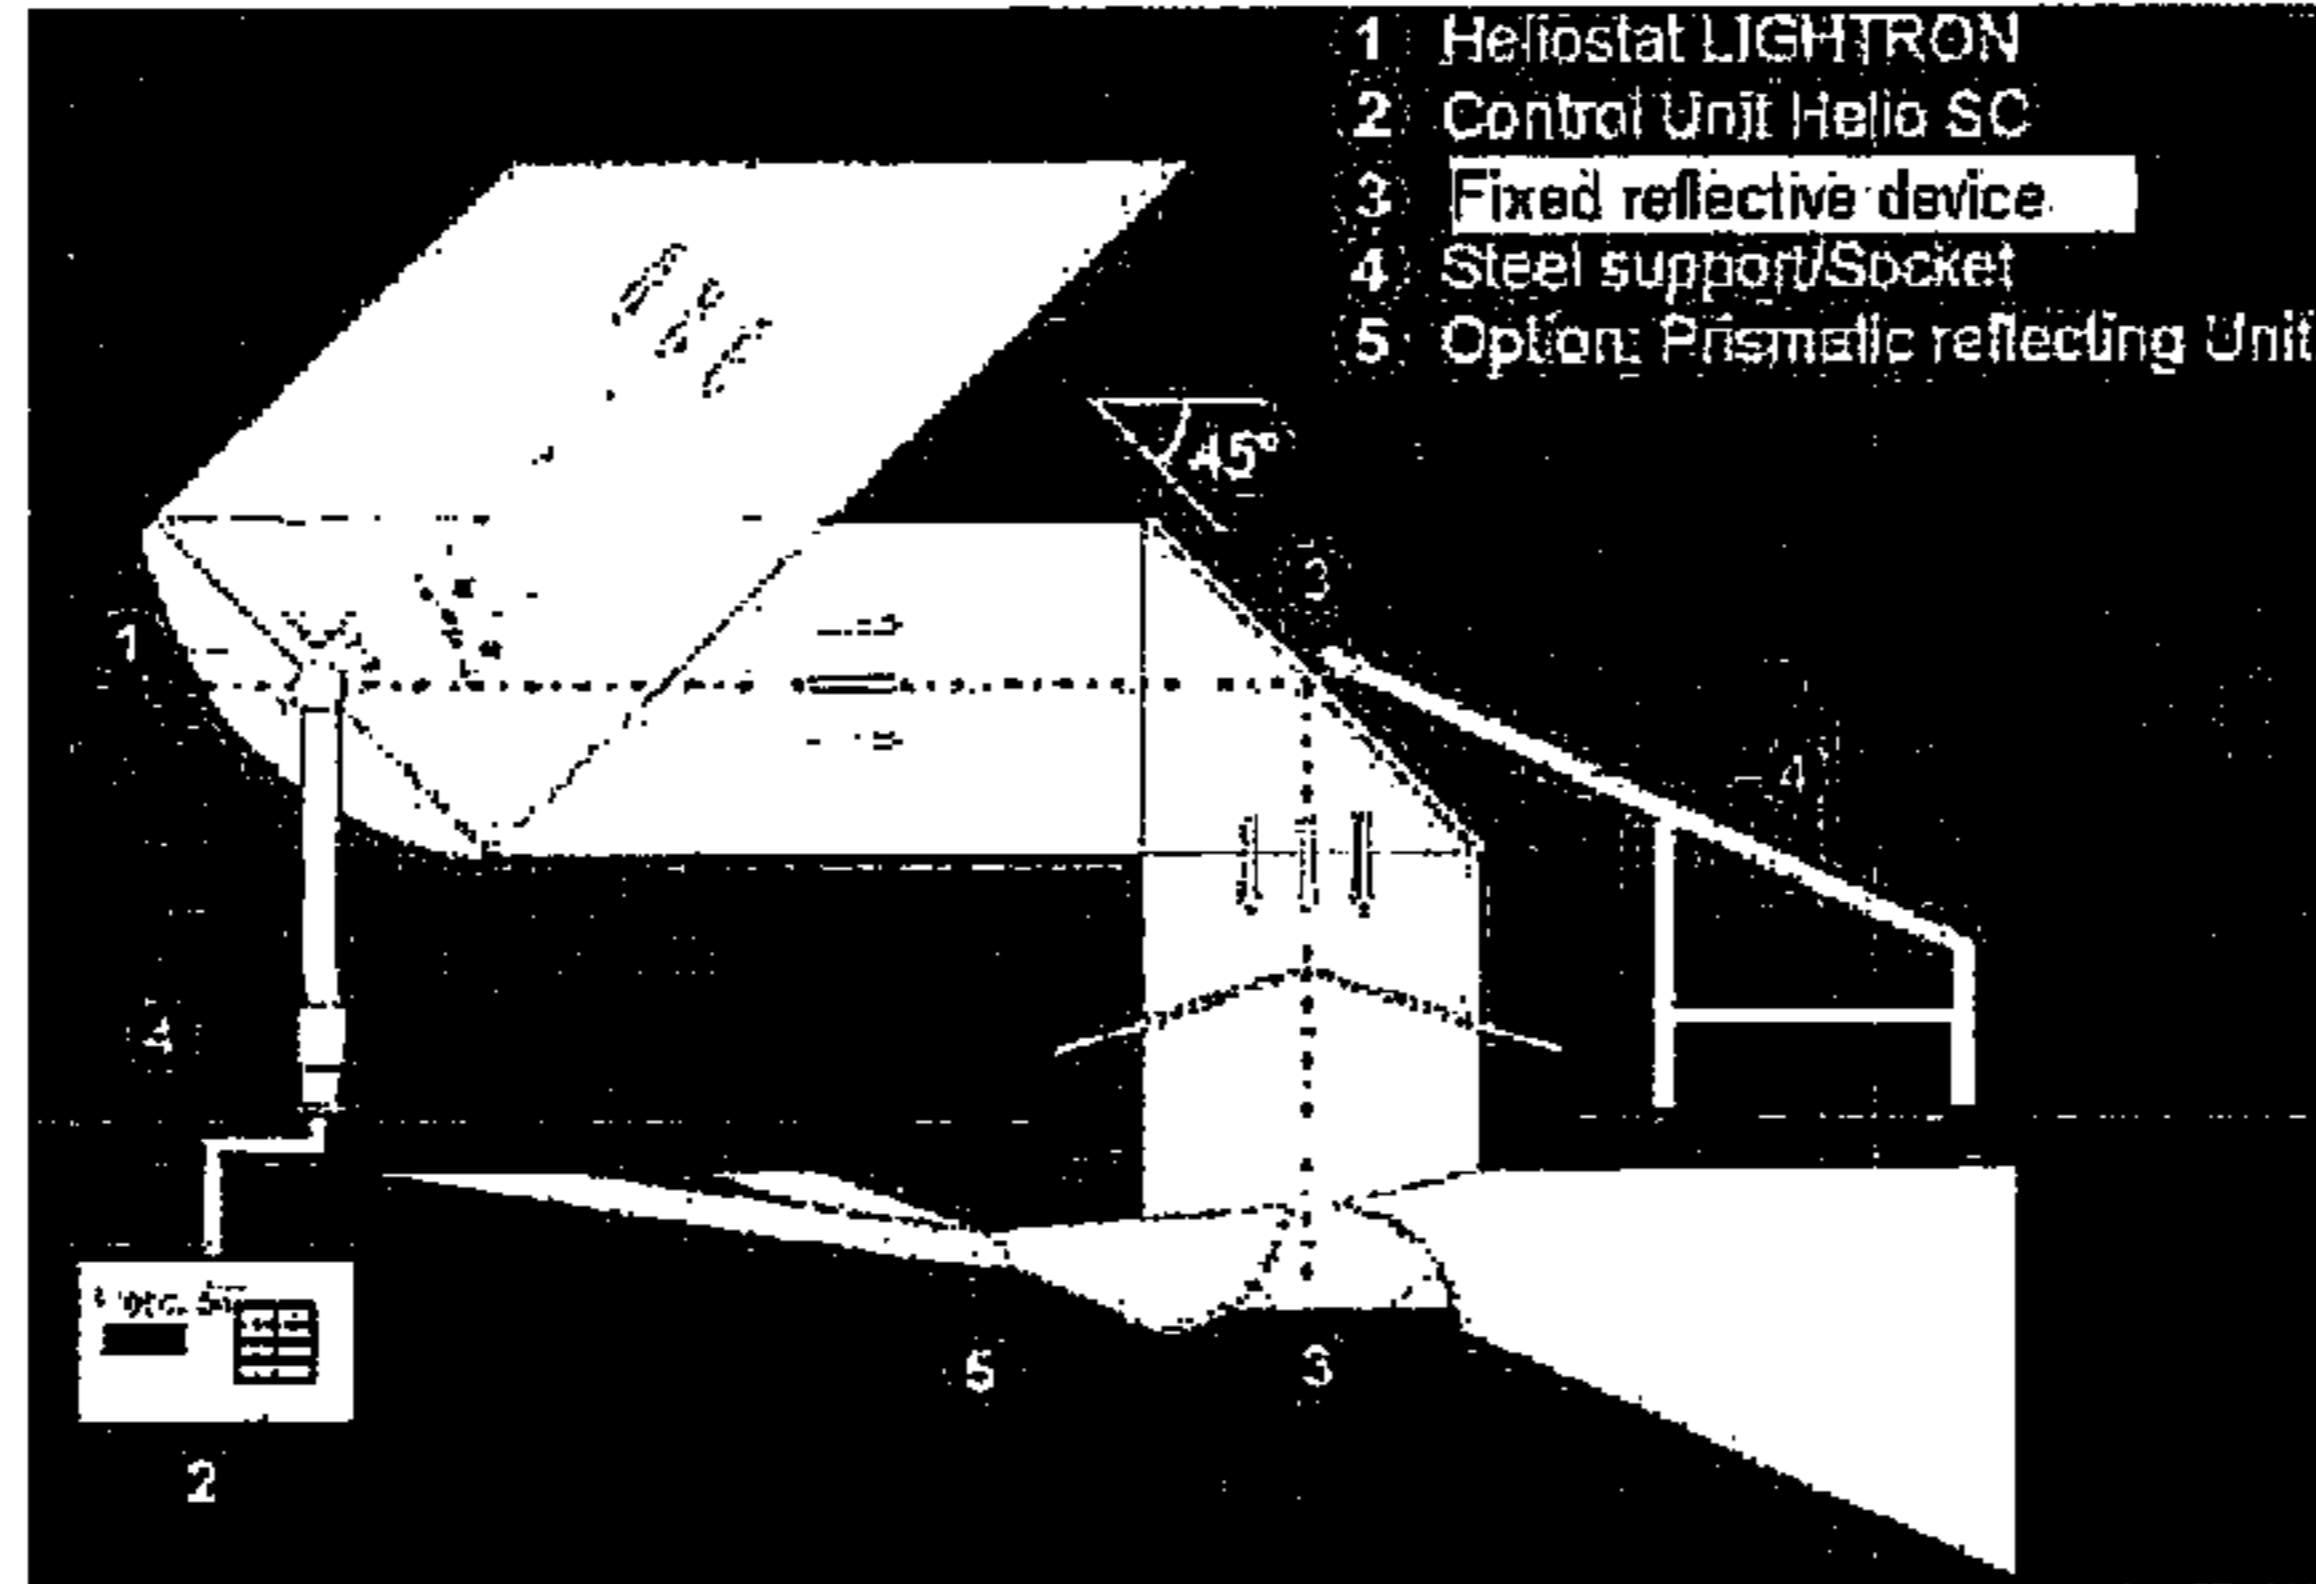 1 Heliostat LIGHTRON
2 Control Unit Helio SC
3 Fixed reflective device
4 Steel support/Socket
5 Option: Prismatic reflecting Unit
45°
3
1
4
4
5
3
2